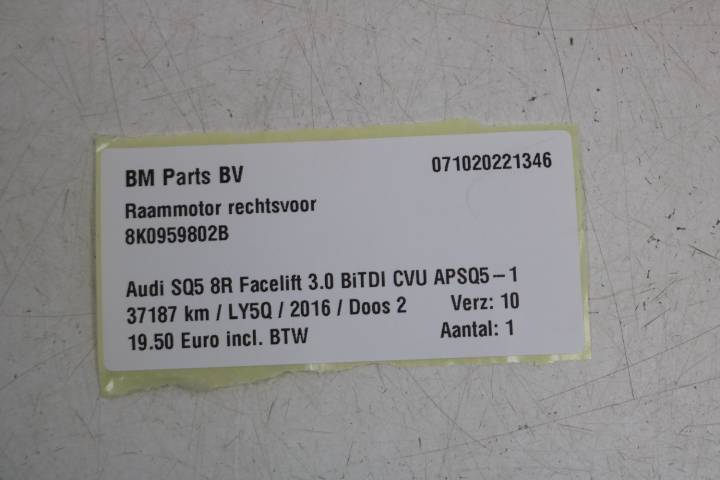 BM Parts BV 071020221346
Raammotor rechtsvoor
8K0959802B
Audi SQ5 8R Facelift 3.0 BiTDI CVU APSQ5-1
37187 km / LY5Q / 2016 / Doos 2 Verz: 10
19.50 Euro incl. BTW Aantal: 1